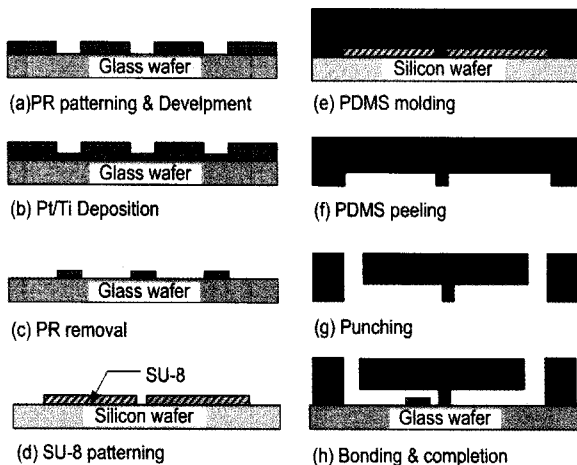 Glass wafer
(a)PR patterning & Develpment
Glass wafer
(b) Pt/Ti Deposition
Glass wafer
(c) PR removal
SU-8
Silicon wafer
(d) SU-8 patterning
Silicon wafer
(e) PDMS molding
(f) PDMS peeling
(g) Punching
Glass wafer
(h) Bonding & completion